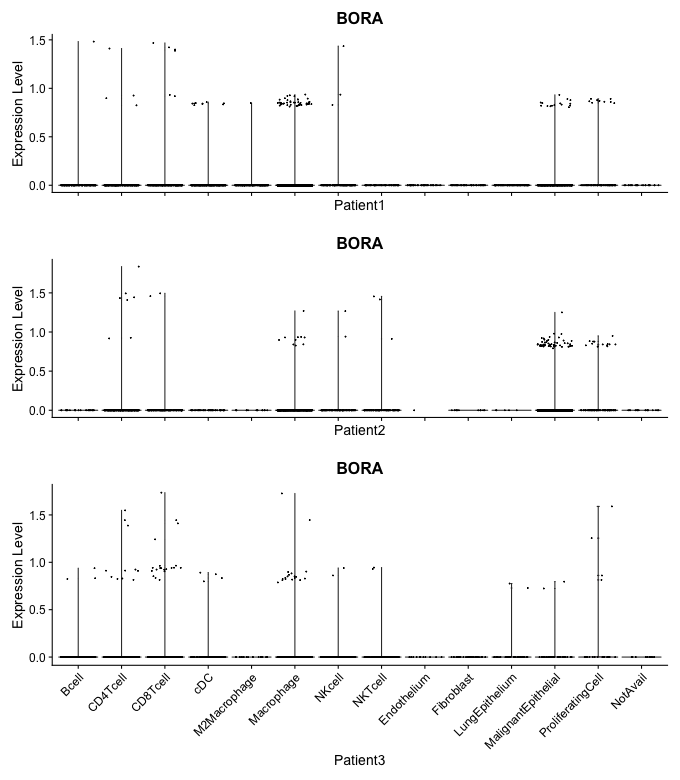 BORA
Expression Level
1.5
1.0
0.5
0.0
Patient1
BORA
Expression Level
1.5
1.0
0.5
0.0
Patient2
BORA
Expression Level
1.5
1.0
0.5
0.0
Bcell
CD4Tcell
CD8Tcell
cDC
M2Macrophage
Macrophage
NKcell
NKTcell
Endothelium
Fibroblast
LungEpithelium
MalignantEpithelial
ProliferatingCell
NotAvail
Patient3